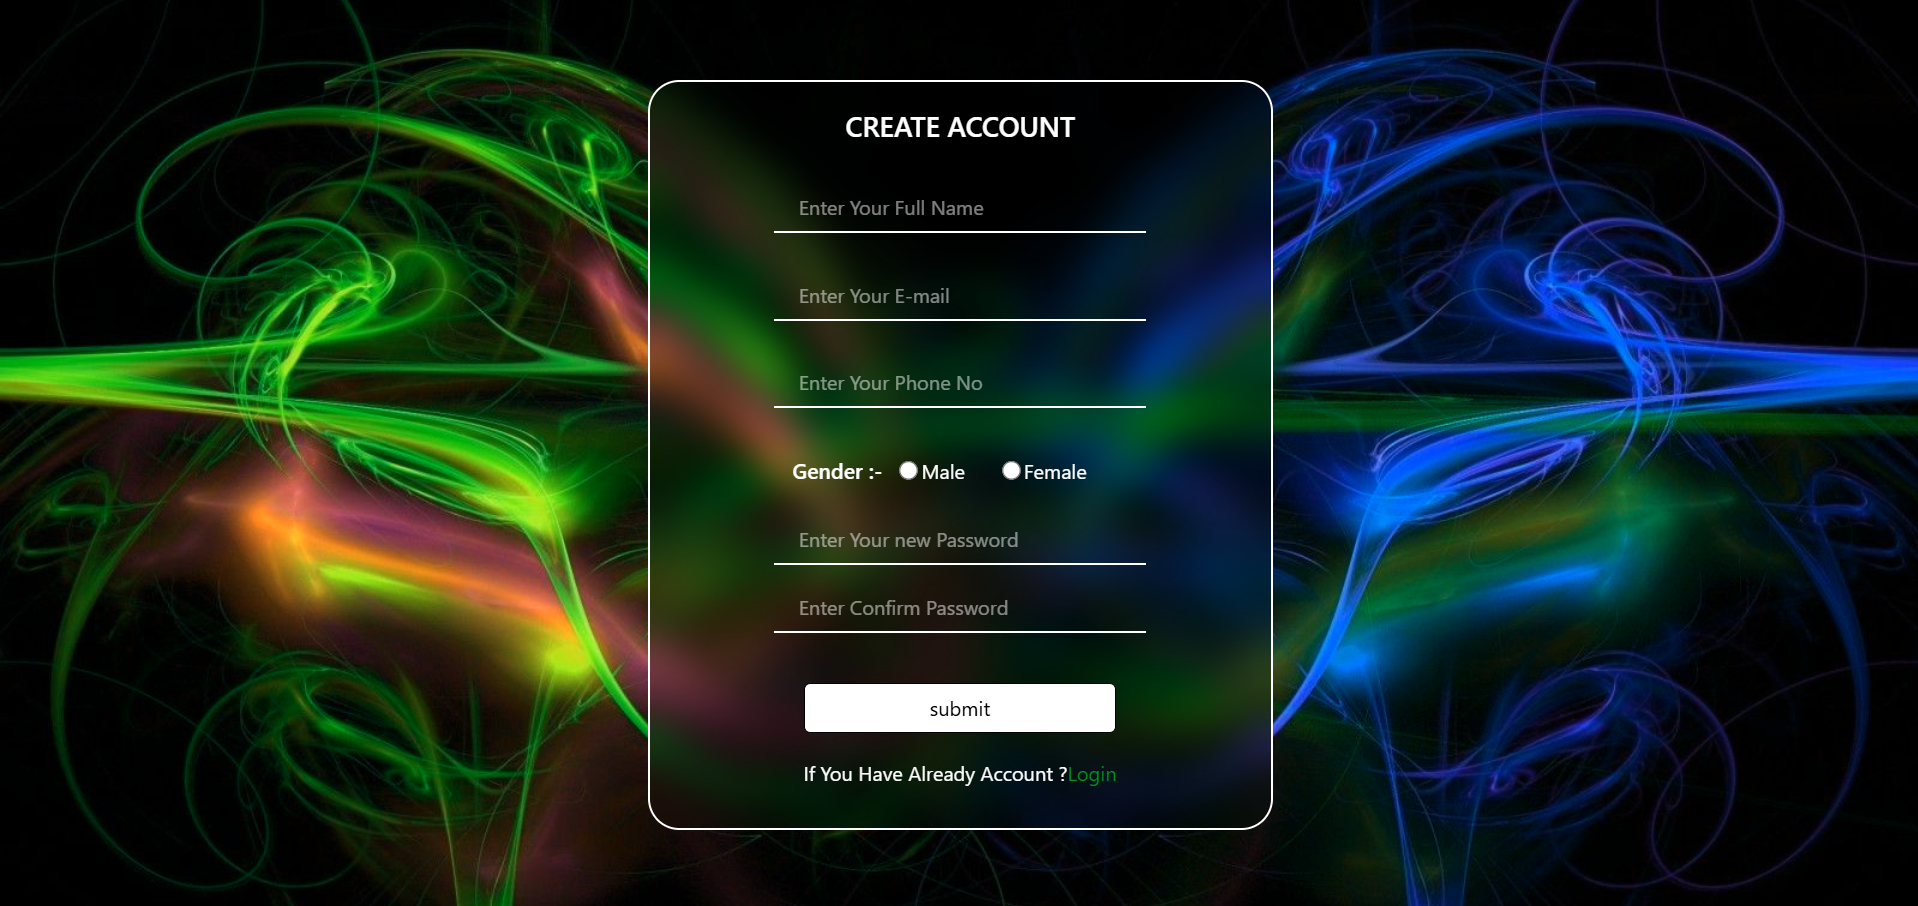 CREATE ACCOUNT
Enter Your Full Name
Enter Your E-mail
Enter Your Phone No
Gender :- Male Female
Enter Your new Password
Enter Confirm Password
submit
If You Have Already Account ?Login